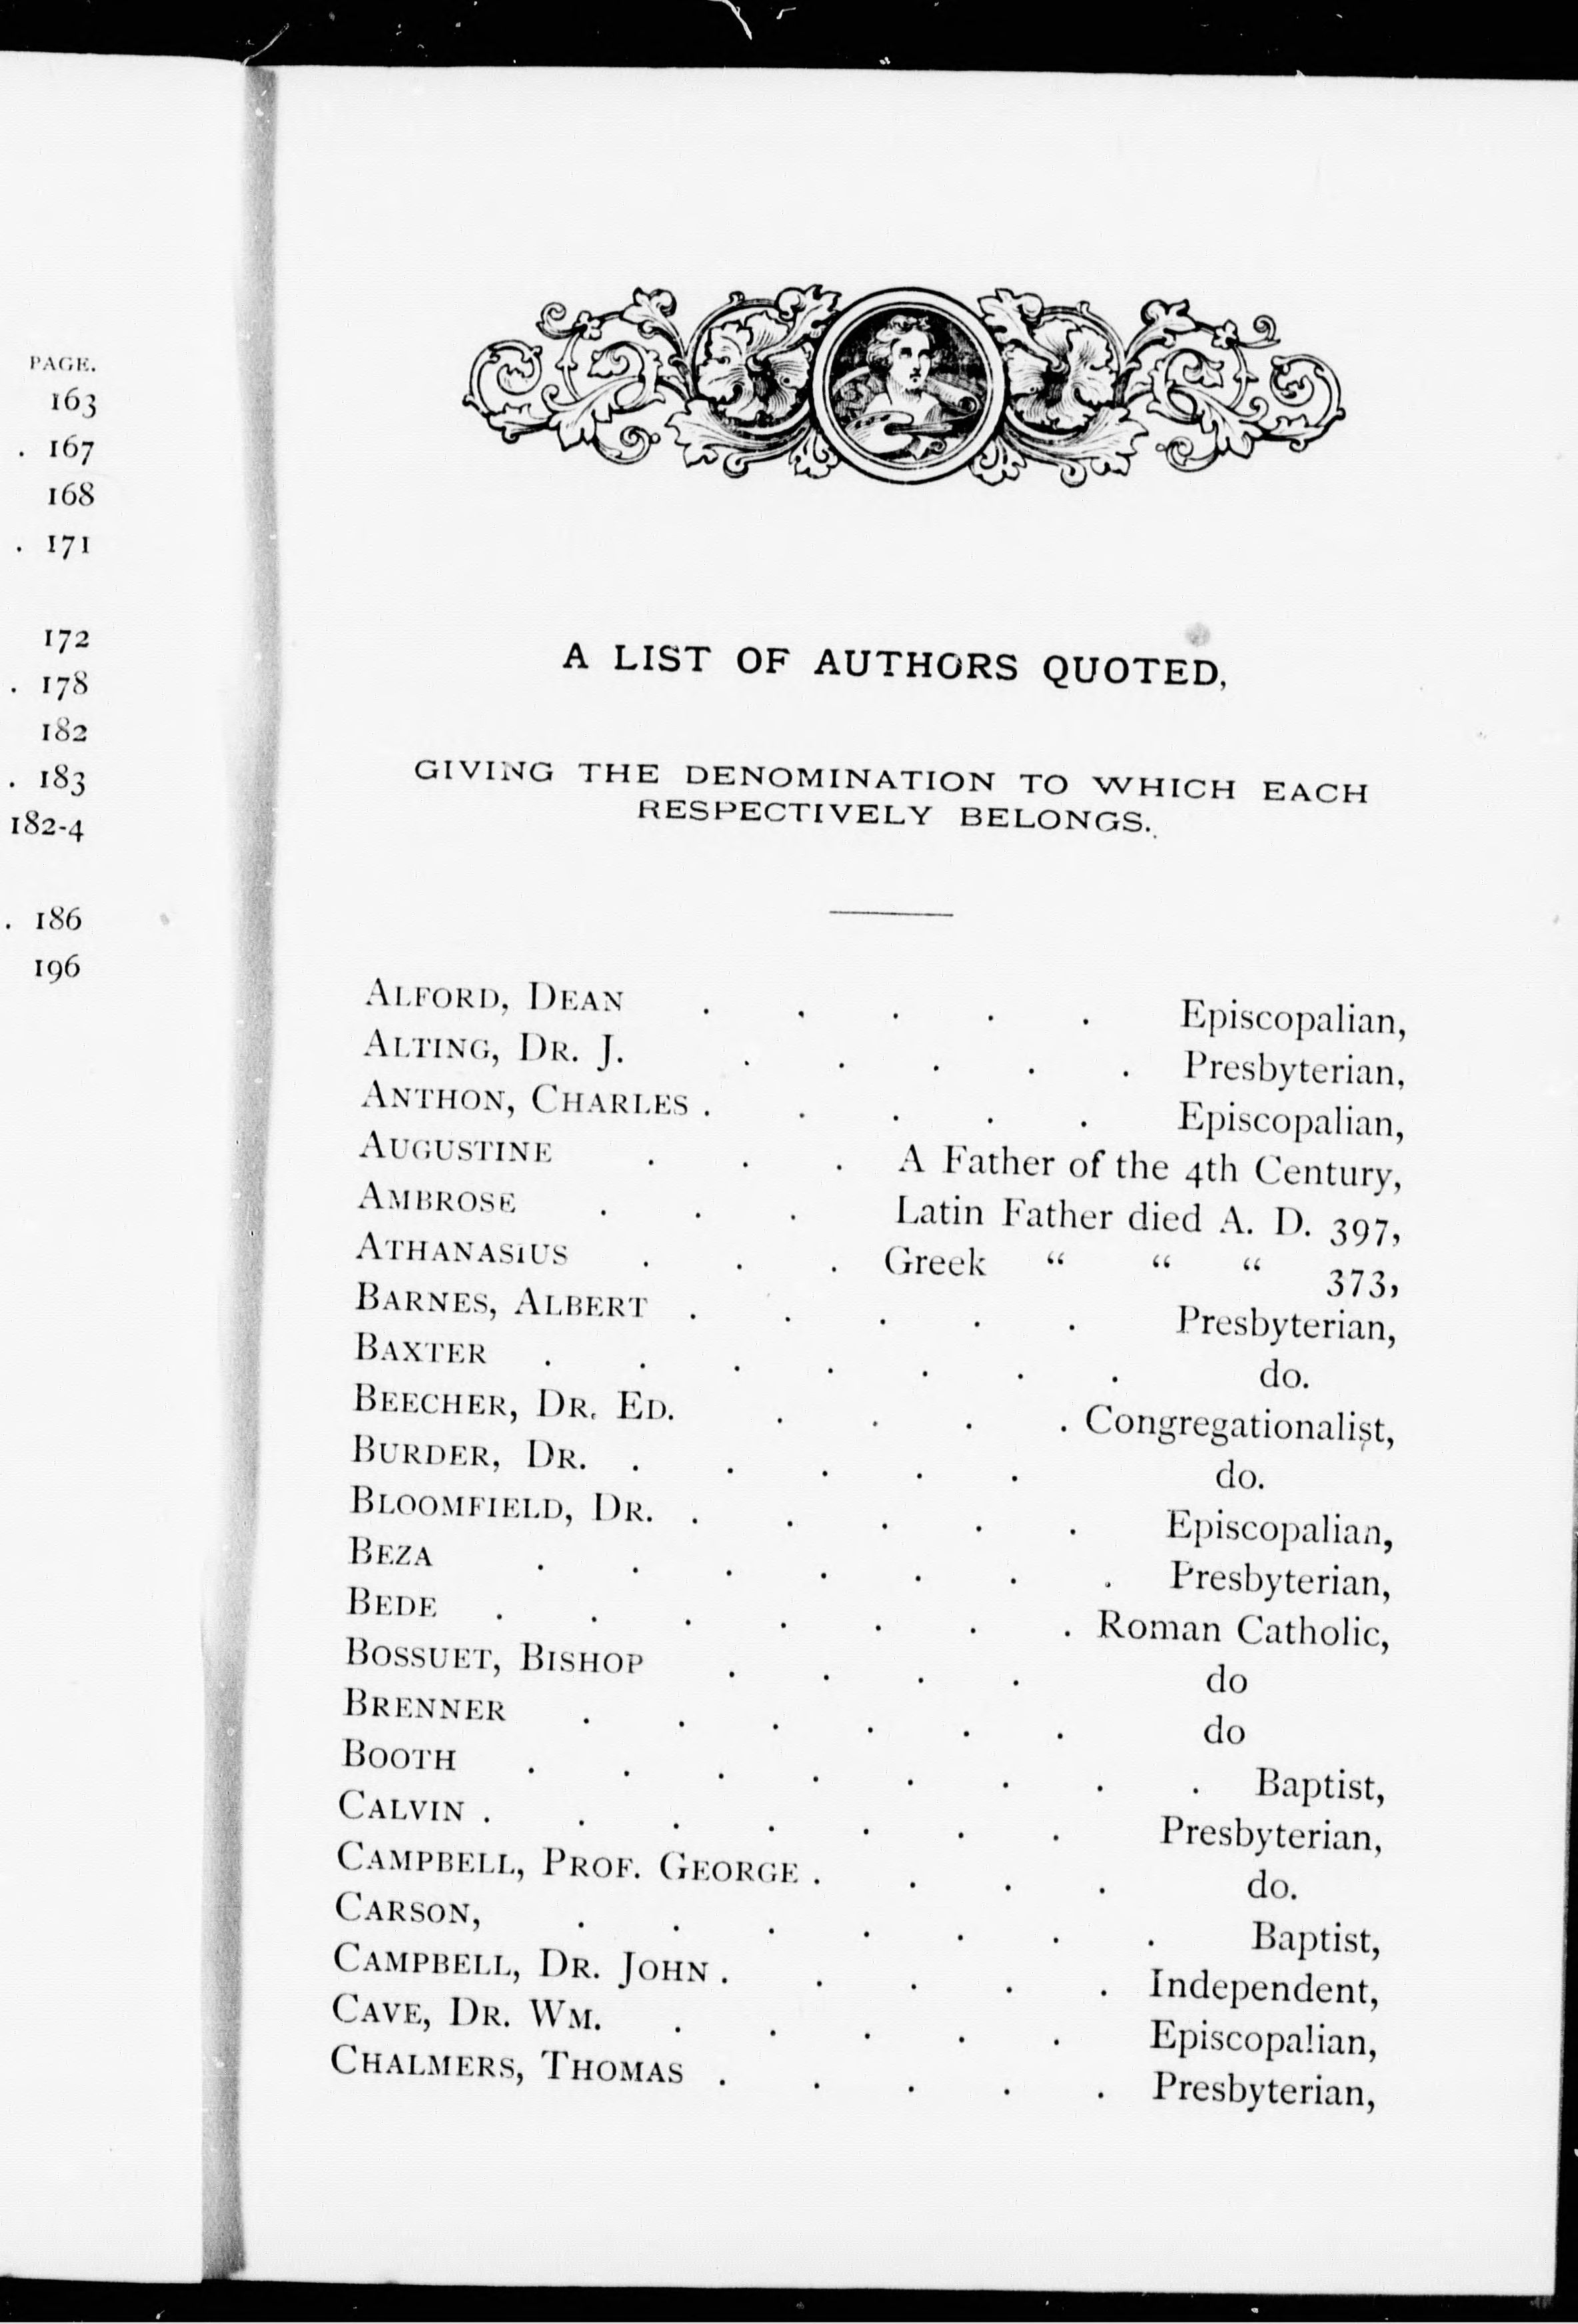 PAGE.
163
. 167
168
. 171
172
. 178
182
. 183
182-4
. 186
196
A LIST OF AUTHORS QUOTED,
GIVING THE DENOMINATION TO WHICH EACH
RESPECTIVELY BELONGS.
ALFORD, DEAN . . . . . Episcopalian,
ALTING, DR. J. . . . . . Presbyterian,
ANTHON, CHARLES . . . . . Episcopalian,
AUGUSTINE . . . A Father of the 4th Century,
AMBROSE . . . Latin Father died A. D. 397,
ATHANASIUS . . . Greek “ “ “ 373,
BARNES, ALBERT . . . . . Presbyterian,
BAXTER . . . . . . . do.
BEECHER, DR. ED. . . . . Congregationalist,
BURDER, DR. . . . . . do.
BLOOMFIELD, DR. . . . . . Episcopalian,
BEZA . . . . . . . Presbyterian,
BEDE . . . . . . . Roman Catholic,
BOSSUET, BISHOP . . . . do
BRENNER . . . . . . do
BOOTH . . . . . . . . Baptist,
CALVIN . . . . . . . Presbyterian,
CAMPBELL, PROF. GEORGE . . . . do.
CARSON, . . . . . . . Baptist,
CAMPBELL, DR. JOHN . . . . . Independent,
CAVE, DR. WM. . . . . . Episcopalian,
CHALMERS, THOMAS . . . . . Presbyterian,